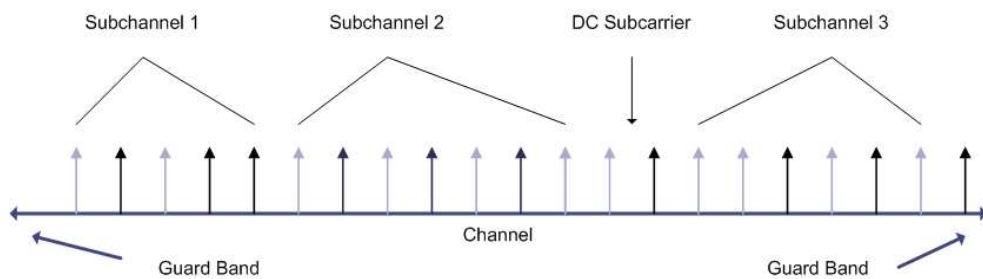 Subchannel 1
Subchannel 2
DC Subcarrier
Subchannel 3
Channel
Guard Band
Guard Band